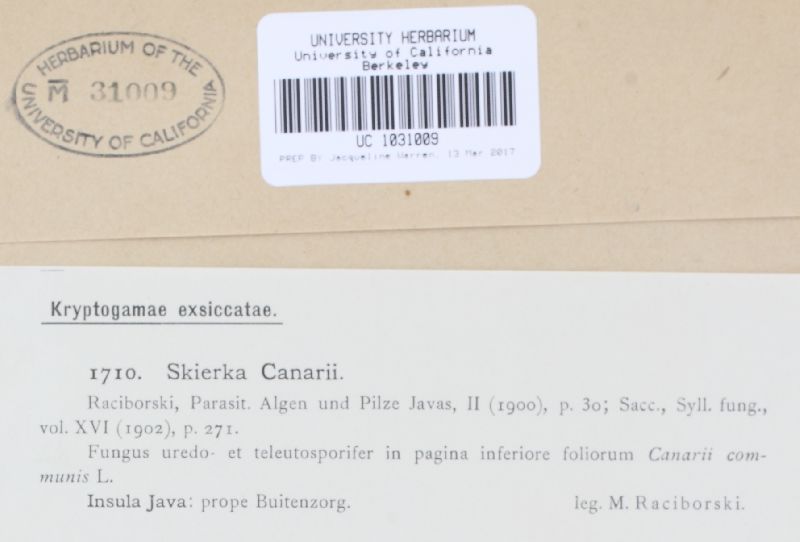 HERBARIUM OF THE
M̅ 31009
UNIVERSITY OF CALIFORNIA
UNIVERSITY HERBARIUM
University of California
Berkeley
UC 1031009
PREP BY Jacqueline Warren, 13 Mar 2017
Kryptogamae exsiccatae.
1710. Skierka Canarii.
Raciborski, Parasit. Algen und Pilze Javas, II (1900), p. 30; Sacc., Syll. fung.,
vol. XVI (1902), p. 271.
Fungus uredo- et teleutosporifer in pagina inferiore foliorum Canarii com-
munis L.
Insula Java: prope Buitenzorg. leg. M. Raciborski.